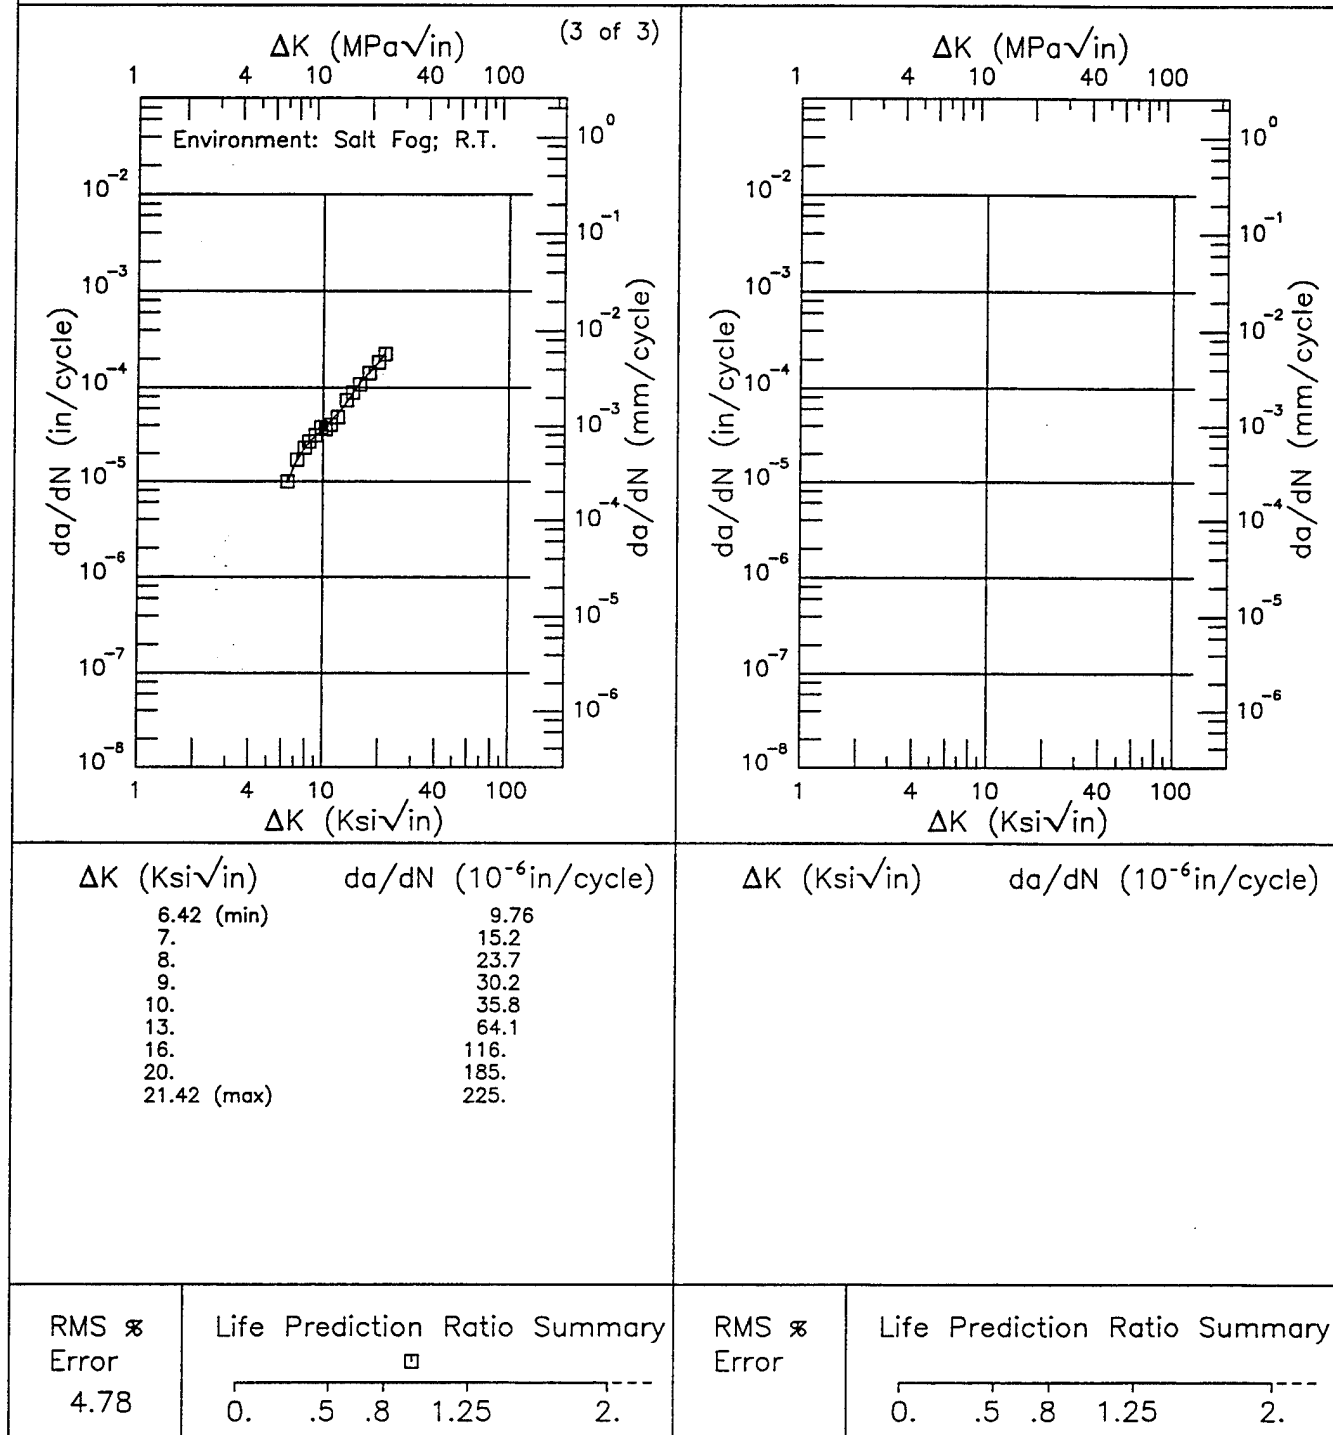 (3 of 3)
ΔK (MPa√in)
1 4 10 40 100
Environment: Salt Fog; R.T.
da/dN (in/cycle)
10⁻²
10⁻³
10⁻⁴
10⁻⁵
10⁻⁶
10⁻⁷
10⁻⁸
10⁰
10⁻¹
10⁻²
10⁻³
10⁻⁴
10⁻⁵
10⁻⁶
da/dN (mm/cycle)
1 4 10 40 100
ΔK (Ksi√in)
ΔK (MPa√in)
1 4 10 40 100
da/dN (in/cycle)
10⁻²
10⁻³
10⁻⁴
10⁻⁵
10⁻⁶
10⁻⁷
10⁻⁸
10⁰
10⁻¹
10⁻²
10⁻³
10⁻⁴
10⁻⁵
10⁻⁶
da/dN (mm/cycle)
1 4 10 40 100
ΔK (Ksi√in)
ΔK (Ksi√in) da/dN (10⁻⁶in/cycle)
6.42 (min) 9.76
7. 15.2
8. 23.7
9. 30.2
10. 35.8
13. 64.1
16. 116.
20. 185.
21.42 (max) 225.
ΔK (Ksi√in) da/dN (10⁻⁶in/cycle)
RMS %
Error
4.78
Life Prediction Ratio Summary
0. .5 .8 1.25 2.
RMS %
Error
Life Prediction Ratio Summary
0. .5 .8 1.25 2.